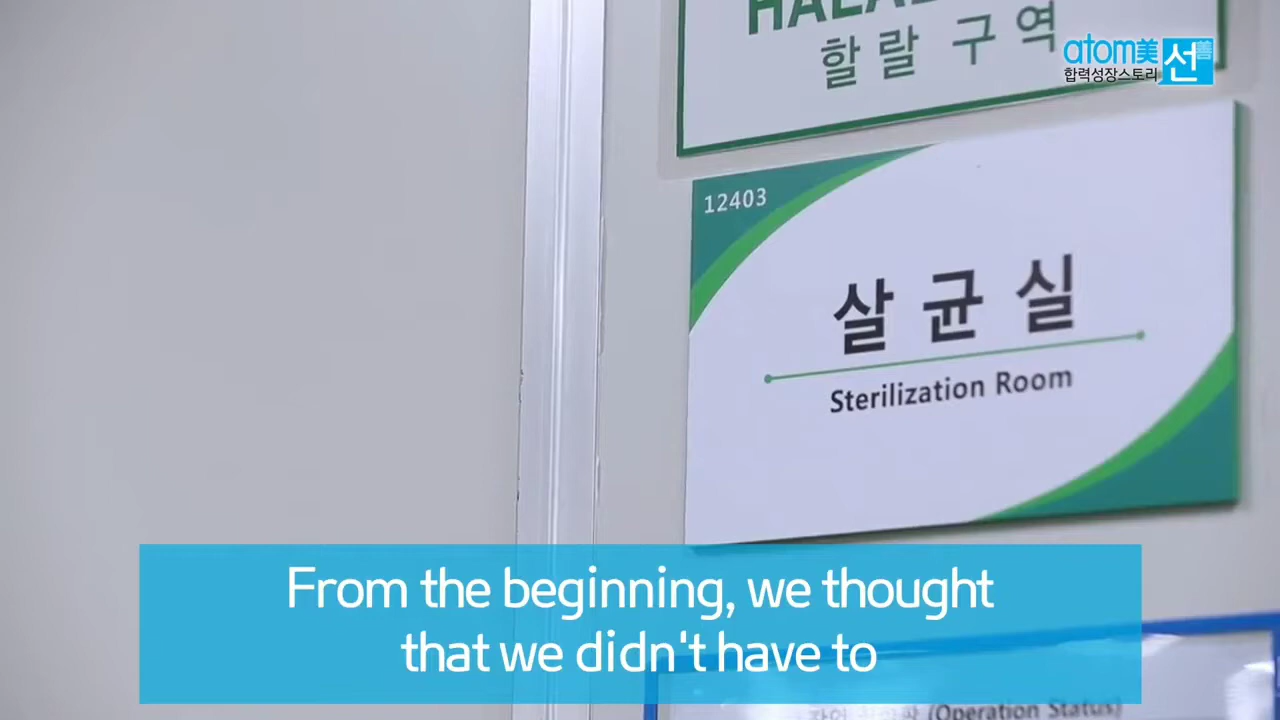 할랄 구역
atom美
합력성장스토리
선
善
12403
살균실
Sterilization Room
From the beginning, we thought
that we didn't have to
(Operation Status)